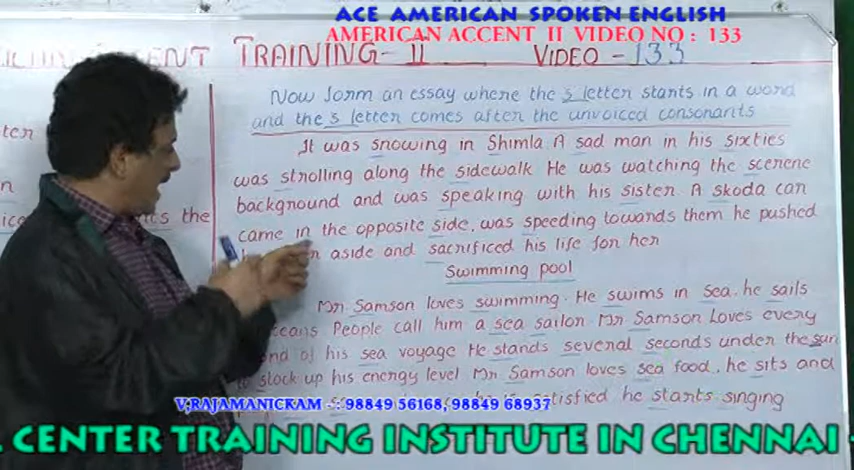 ACE AMERICAN SPOKEN ENGLISH
AMERICAN ACCENT II VIDEO NO : 133
TRAINING - II VIDEO - 133
Now form an essay where the s letter starts in a word
and the s letter comes after the unvoiced consonants
It was snowing in Shimla. A sad man in his sixties
was strolling along the sidewalk He was watching the scenene
background and was speaking with his sister. A skoda car
came in the opposite side, was speeding towards them he pushed
aside and sacrificed his life for her
Swimming pool
Mr Samson loves swimming. He swims in sea. he sails
People call him a sea sailor. Mr Samson Loves every
of his sea voyage He stands several seconds under the sun
to stock up his energy level Mr Samson loves sea food, he sits and
satisfied he starts singing
the
V.RAJAMANICKAM : 98849 56168, 98849 68937
CENTER TRAINING INSTITUTE IN CHENNAI